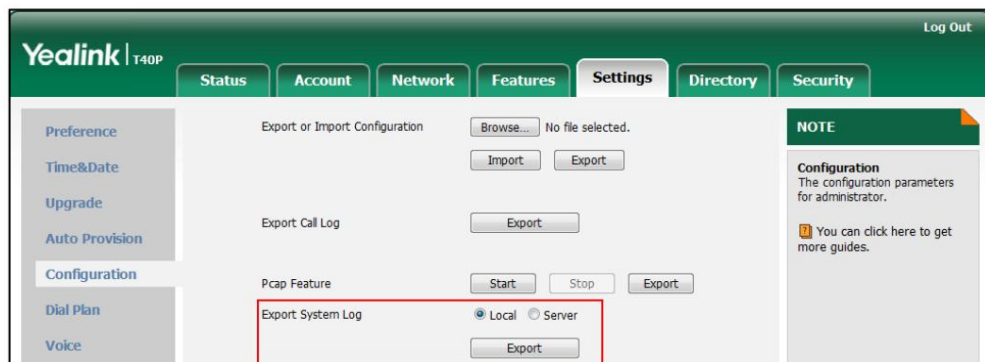 Log Out
Yealink T40P
Status Account Network Features Settings Directory Security
Preference
Time&Date
Upgrade
Auto Provision
Configuration
Dial Plan
Voice
Export or Import Configuration Browse... No file selected.
Import Export
Export Call Log Export
Pcap Feature Start Stop Export
Export System Log Local Server
Export
NOTE
Configuration
The configuration parameters
for administrator.
You can click here to get
more guides.